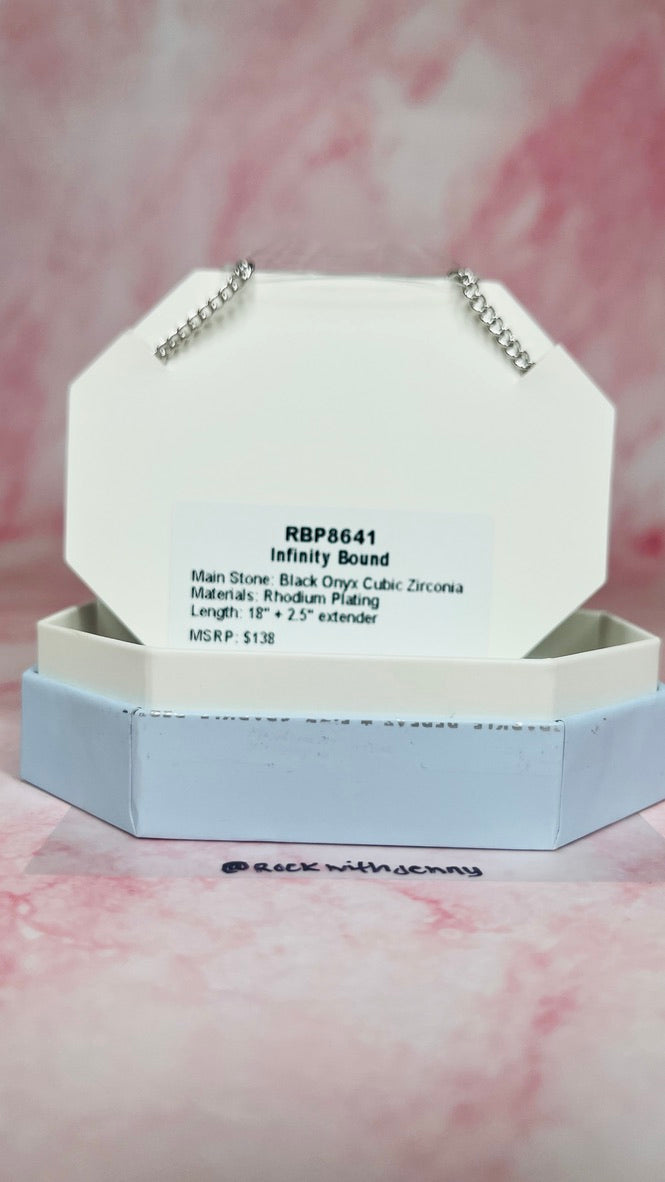 RBP8641
Infinity Bound
Main Stone: Black Onyx Cubic Zirconia
Materials: Rhodium Plating
Length: 18" + 2.5" extender
MSRP: $138
@Rockwithjenny